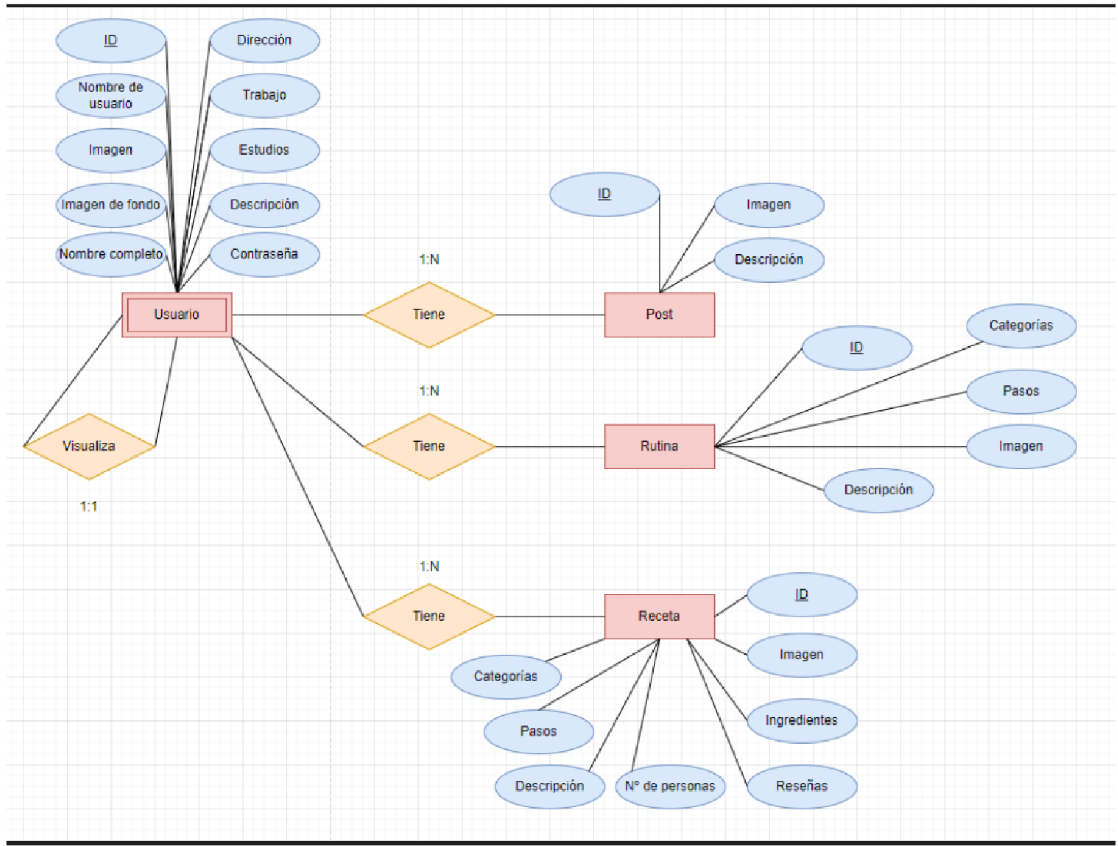 ID
Dirección
Nombre de
usuario
Trabajo
Imagen
Estudios
Imagen de fondo
Descripción
Nombre completo
Contraseña
Usuario
Visualiza
1:1
1:N
Tiene
ID
Imagen
Descripción
Post
1:N
Tiene
Rutina
ID
Categorías
Pasos
Imagen
Descripción
1:N
Tiene
Receta
ID
Imagen
Ingredientes
Reseñas
Categorías
Pasos
Descripción
Nº de personas